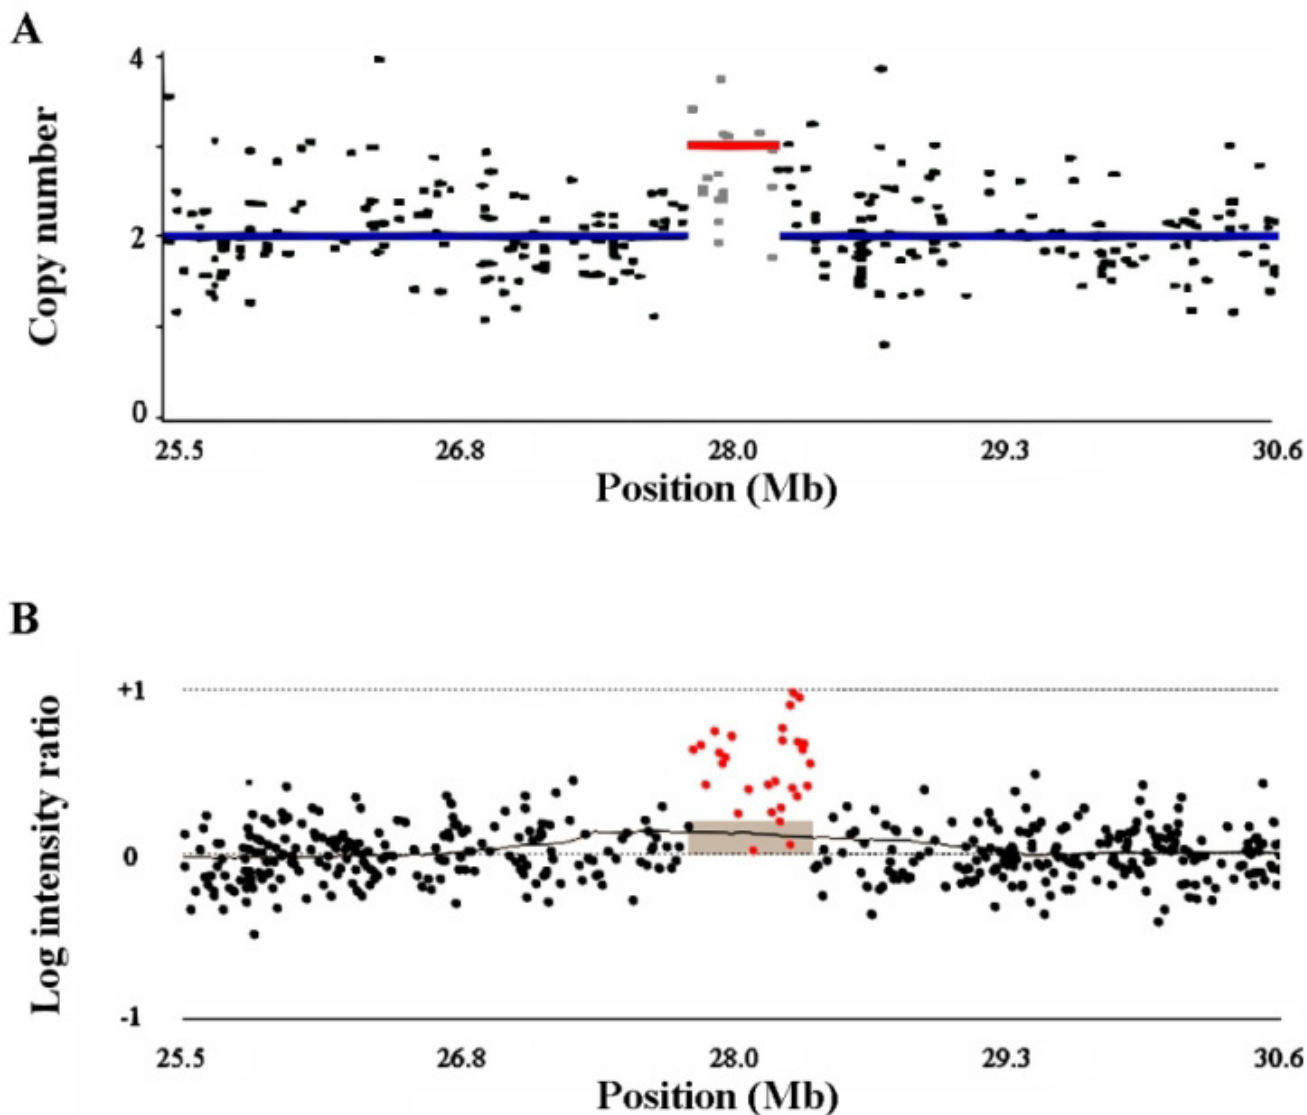 A
Copy number
4
2
0
25.5 26.8 28.0 29.3 30.6
Position (Mb)
B
Log intensity ratio
+1
0
-1
25.5 26.8 28.0 29.3 30.6
Position (Mb)